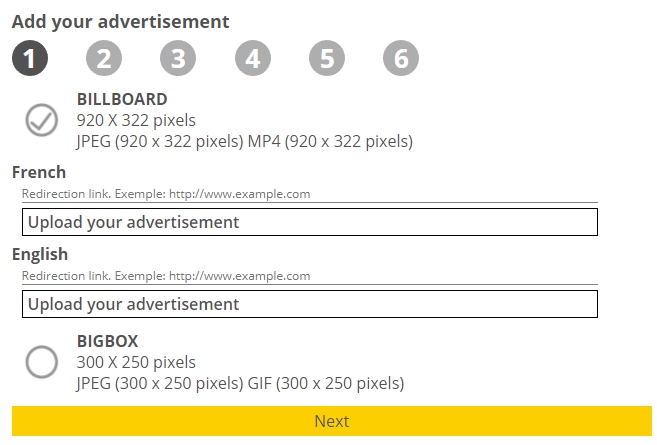 Add your advertisement
1 2 3 4 5 6
BILLBOARD
920 X 322 pixels
JPEG (920 x 322 pixels) MP4 (920 x 322 pixels)
French
Redirection link. Exemple: http://www.example.com
Upload your advertisement
English
Redirection link. Exemple: http://www.example.com
Upload your advertisement
BIGBOX
300 X 250 pixels
JPEG (300 x 250 pixels) GIF (300 x 250 pixels)
Next